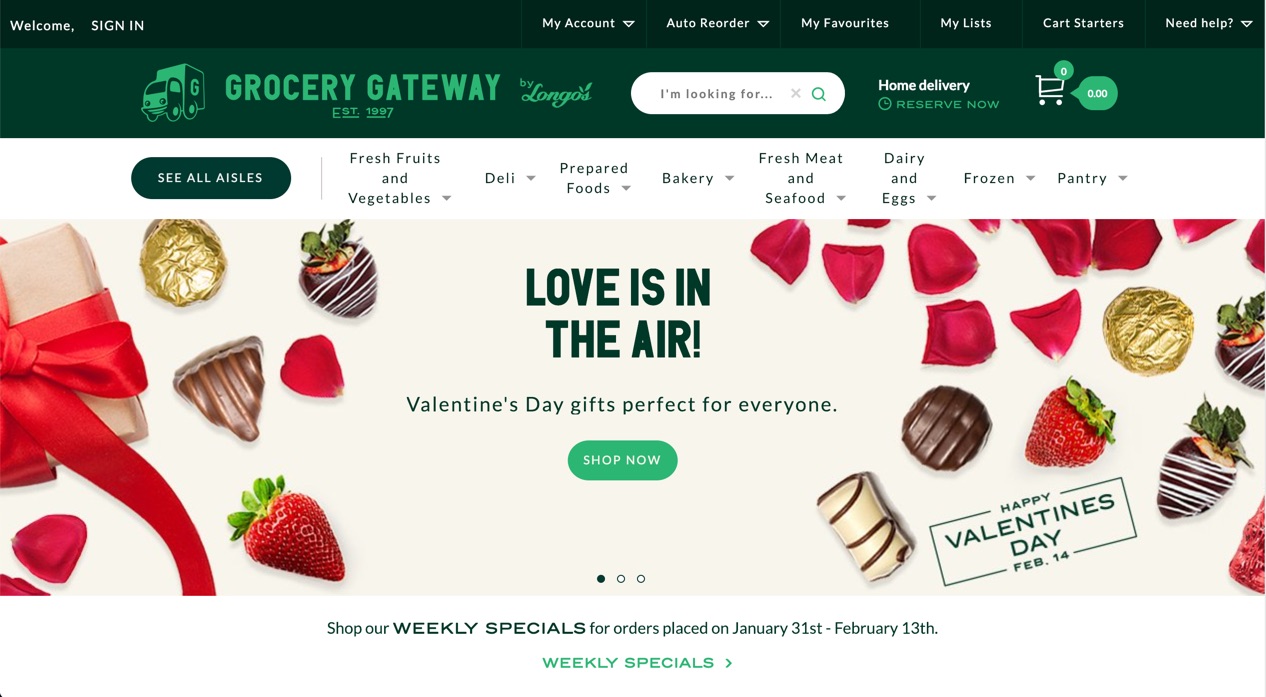 Welcome, SIGN IN
My Account
Auto Reorder
My Favourites
My Lists
Cart Starters
Need help?
G
GROCERY GATEWAY
EST. 1997
by
Longo's
I'm looking for...
Home delivery
RESERVE NOW
0
0.00
SEE ALL AISLES
Fresh Fruits
and
Vegetables
Deli
Prepared
Foods
Bakery
Fresh Meat
and
Seafood
Dairy
and
Eggs
Frozen
Pantry
LOVE IS IN
THE AIR!
Valentine's Day gifts perfect for everyone.
SHOP NOW
HAPPY
VALENTINES
DAY
FEB. 14
Shop our WEEKLY SPECIALS for orders placed on January 31st - February 13th.
WEEKLY SPECIALS